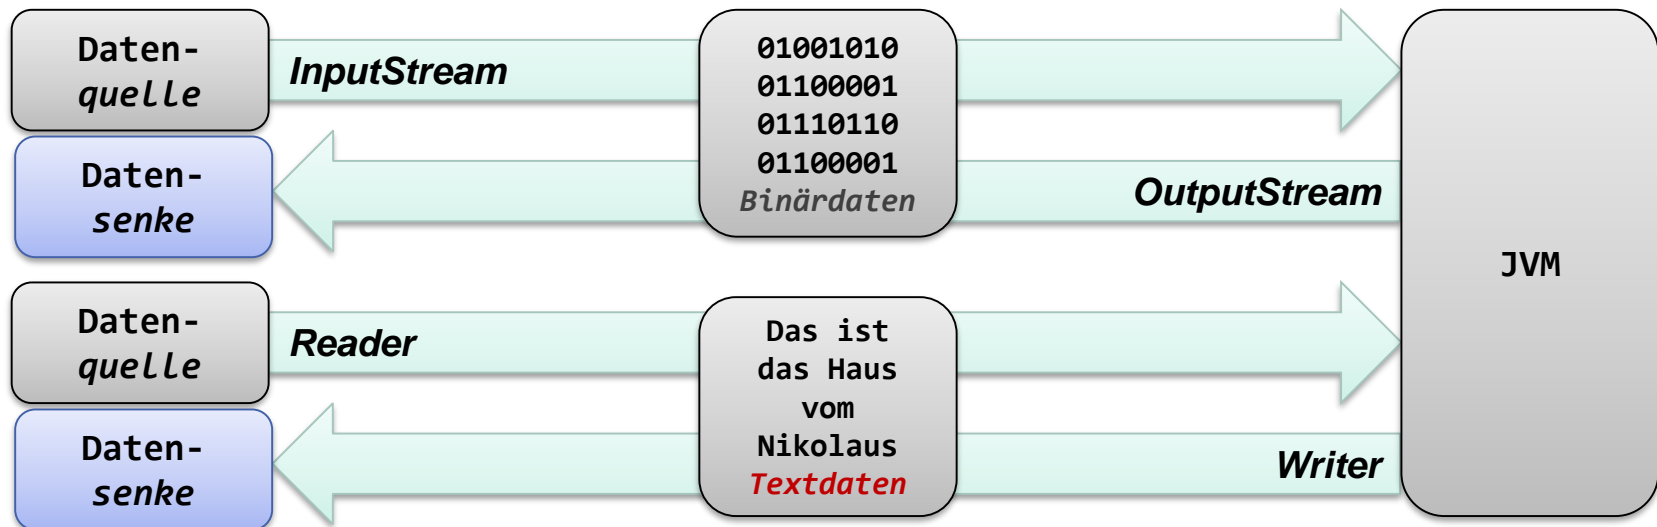 Daten-
quelle
InputStream
01001010
01100001
01110110
01100001
Binärdaten
Daten-
senke
OutputStream
JVM
Daten-
quelle
Reader
Das ist
das Haus
vom
Nikolaus
Textdaten
Daten-
senke
Writer